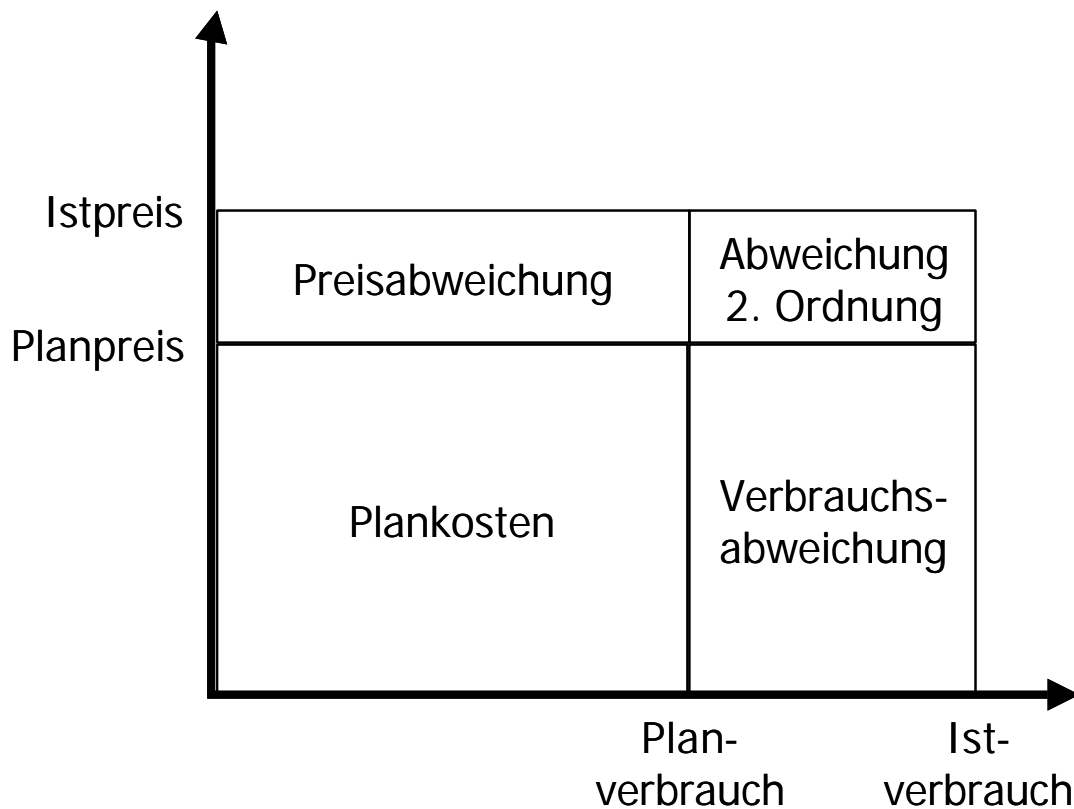 Istpreis
Preisabweichung
Abweichung
2. Ordnung
Planpreis
Plankosten
Verbrauchs-
abweichung
Plan-
verbrauch
Ist-
verbrauch